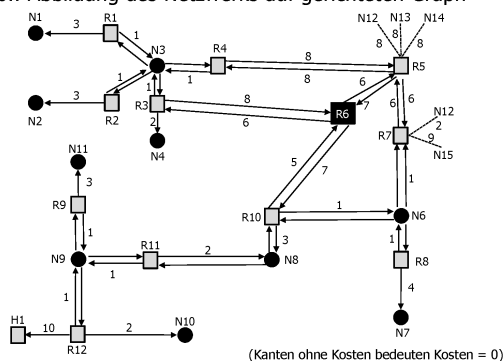 Abbildung des Netzwerks auf gerichteten Graph
N12 N13 N14
N1 3 R1 8 8 8
1 N3 R4 8 R5
1 8
1 6
N2 3 R2 1 R3 8 R6 7 6
2 6 6 N12
N4 R7 2
9 N15
N11 5
3 7 1
R9 R10 1 N6
1 R11 2 3 1 R8
N9 1 N8 4
1 N7
H1 10 2 N10
R12
(Kanten ohne Kosten bedeuten Kosten = 0)